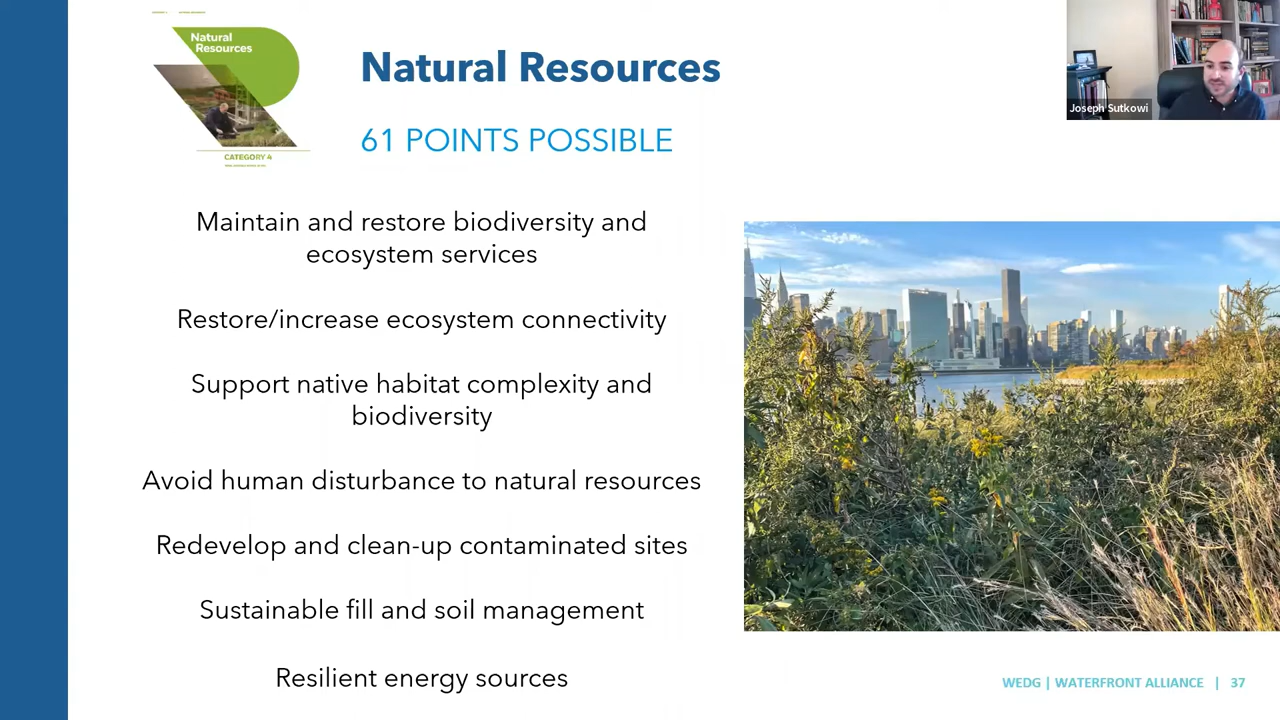 Natural
Resources
CATEGORY 4
Natural Resources
61 POINTS POSSIBLE
Joseph Sutkowi
Maintain and restore biodiversity and
ecosystem services
Restore/increase ecosystem connectivity
Support native habitat complexity and
biodiversity
Avoid human disturbance to natural resources
Redevelop and clean-up contaminated sites
Sustainable fill and soil management
Resilient energy sources
WEDG | WATERFRONT ALLIANCE | 37